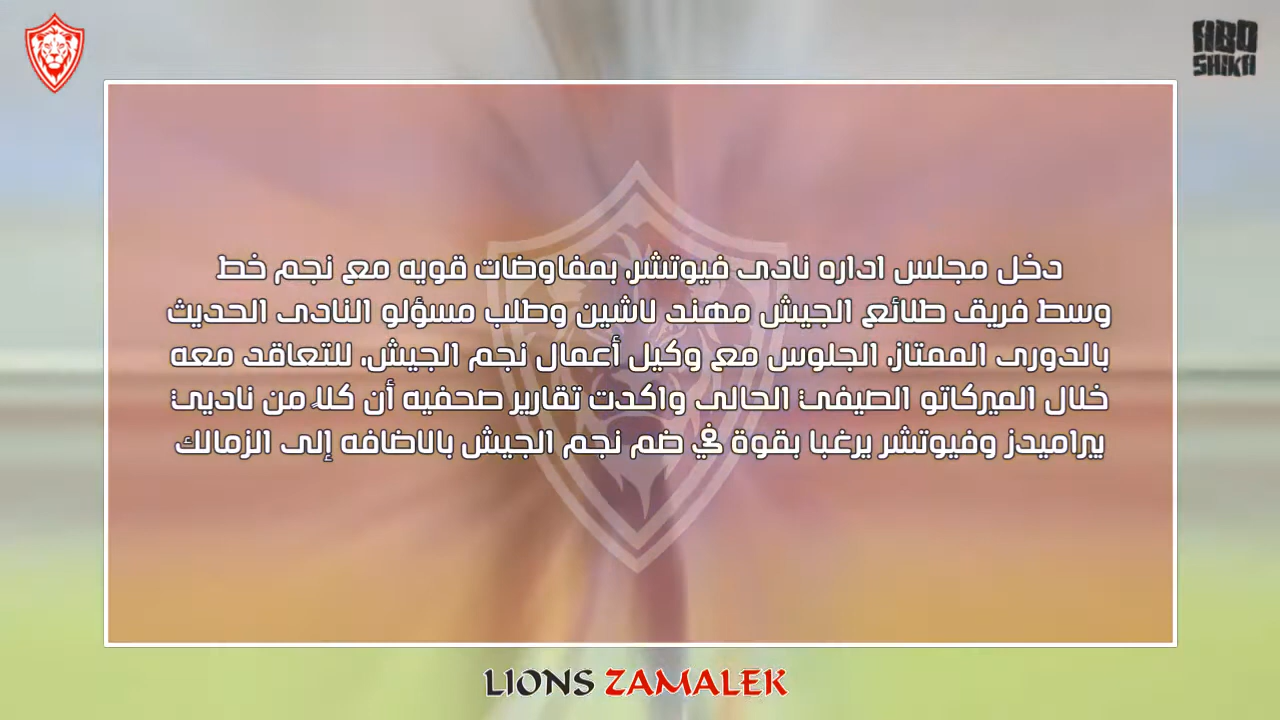 ABO
SHIKA
دخل مجلس اداره نادى فيوتشر، بمفاوضات قويه مع نجم خط
وسط فريق طلائع الجيش مهند لاشين وطلب مسؤلو النادى الحديث
بالدورى الممتاز، الجلوس مع وكيل أعمال نجم الجيش، للتعاقد معه
خلال الميركاتو الصيفي الحالى واكدت تقارير صحفيه أن كلا من ناديي
بيراميدز وفيوتشر يرغبا بقوة في ضم نجم الجيش بالاضافه إلى الزمالك
LIONS ZAMALEK